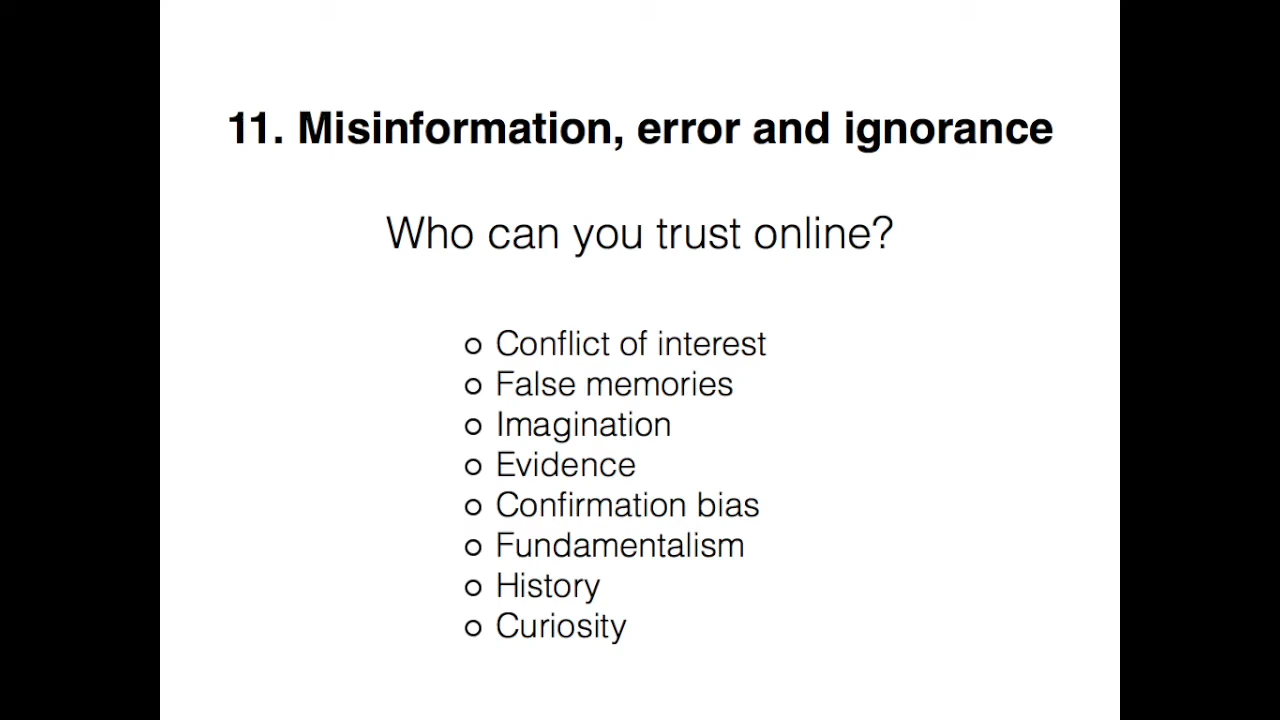 11. Misinformation, error and ignorance
Who can you trust online?
Conflict of interest
False memories
Imagination
Evidence
Confirmation bias
Fundamentalism
History
Curiosity